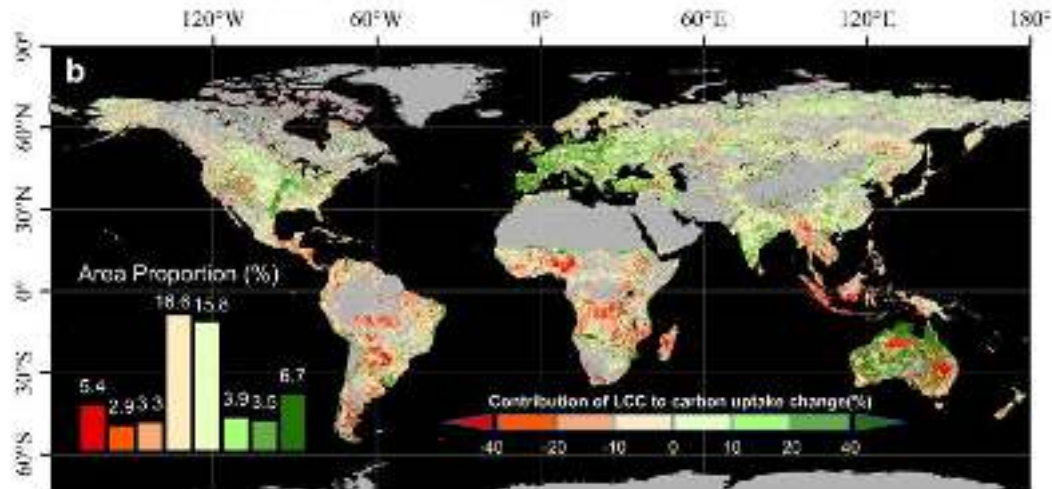 120°W 60°W 0° 60°E 120°E 180°
90°
b
60°N
30°N
0°
30°S
60°S
Area Proportion (%)
16.6 15.8
5.4 2.9 3.3 3.9 3.5 6.7
Contribution of LCC to carbon uptake change(%)
-40 -20 -10 0 10 20 40